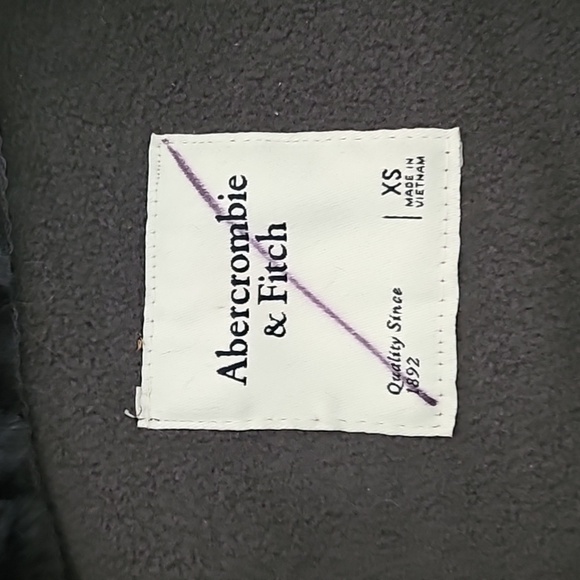 Abercrombie
& Fitch
Quality Since
1892
XS
MADE IN
VIETNAM